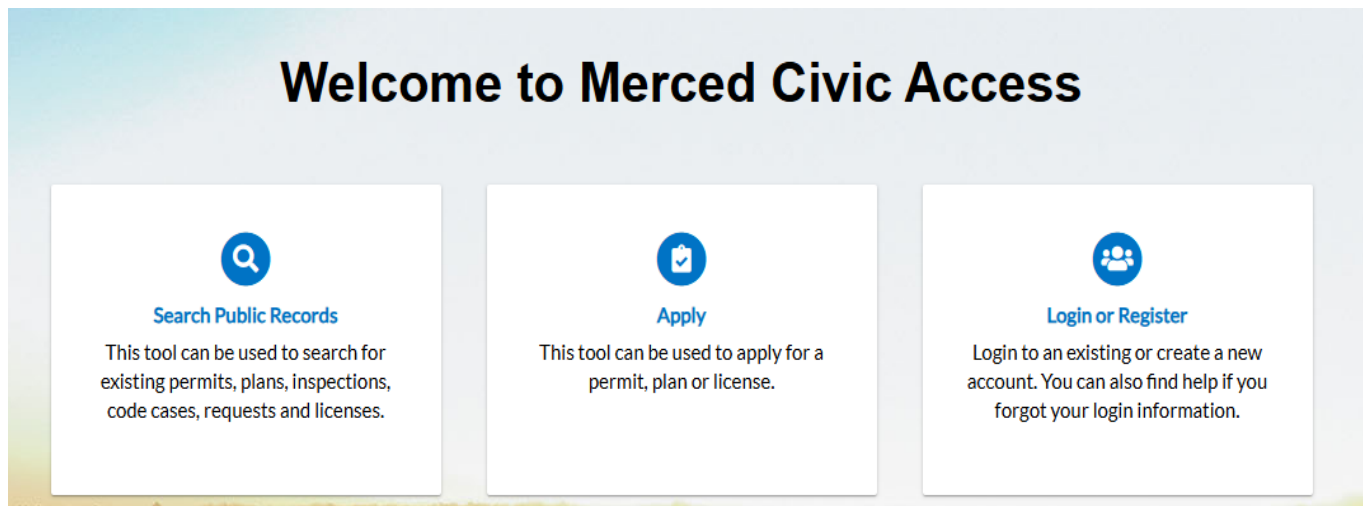 Welcome to Merced Civic Access
Search Public Records
This tool can be used to search for
existing permits, plans, inspections,
code cases, requests and licenses.
Apply
This tool can be used to apply for a
permit, plan or license.
Login or Register
Login to an existing or create a new
account. You can also find help if you
forgot your login information.